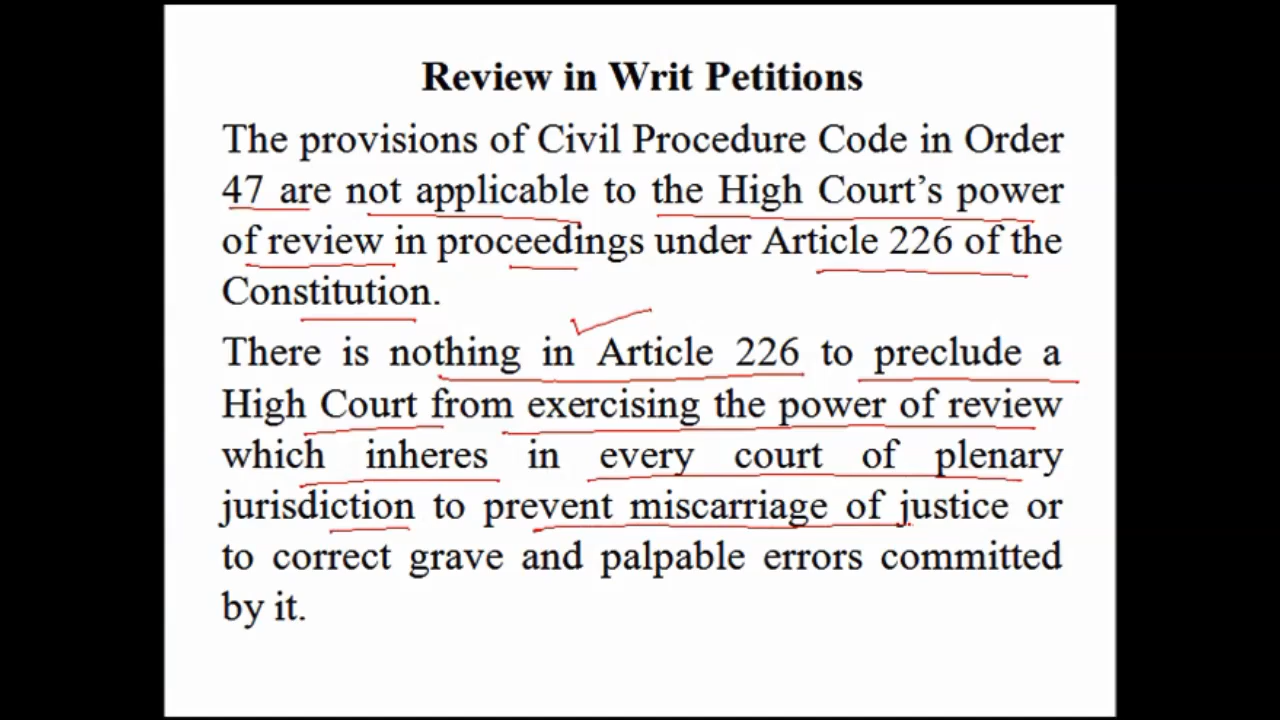 Review in Writ Petitions
The provisions of Civil Procedure Code in Order
47 are not applicable to the High Court’s power
of review in proceedings under Article 226 of the
Constitution.
There is nothing in Article 226 to preclude a
High Court from exercising the power of review
which inheres in every court of plenary
jurisdiction to prevent miscarriage of justice or
to correct grave and palpable errors committed
by it.